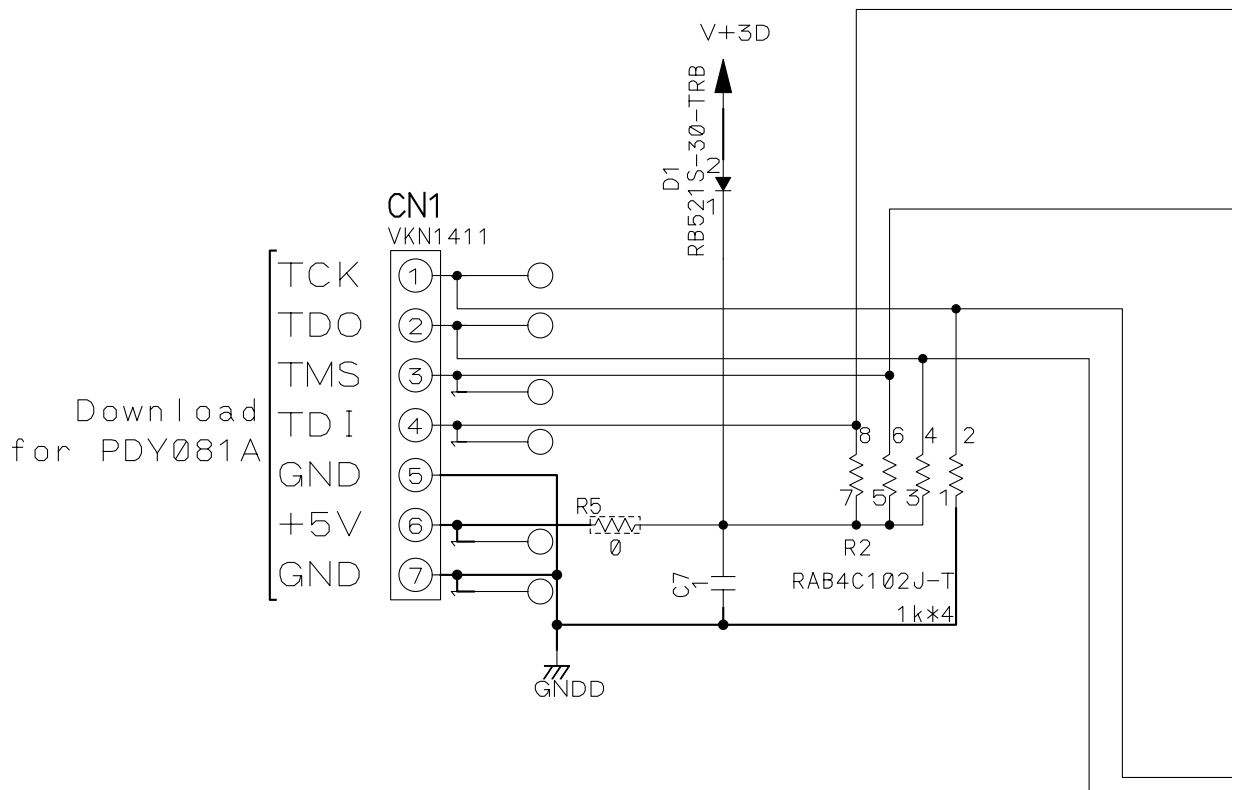 V+3D
D1
RB521S-30-TRB
2
1
CN1
VKN1411
TCK
1
TDO
2
TMS
3
Download
for PDY081A
TDI
4
GND
5
+5V
6
GND
7
8
6
4
2
7
5
3
1
R5
0
R2
RAB4C102J-T
1k*4
C7
1
GNDD